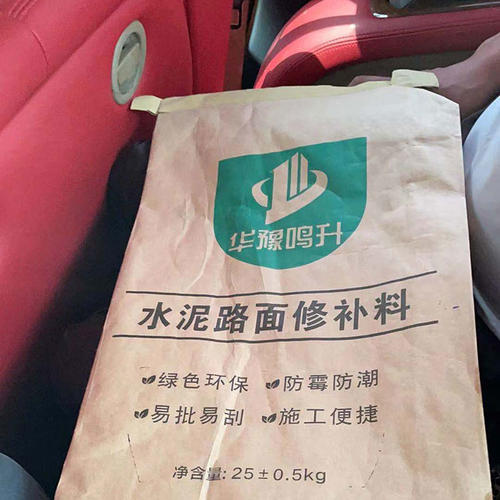 华豫鸣升
水泥路面修补料
绿色环保 防霉防潮
易批易刮 施工便捷
净含量: 25±0.5kg